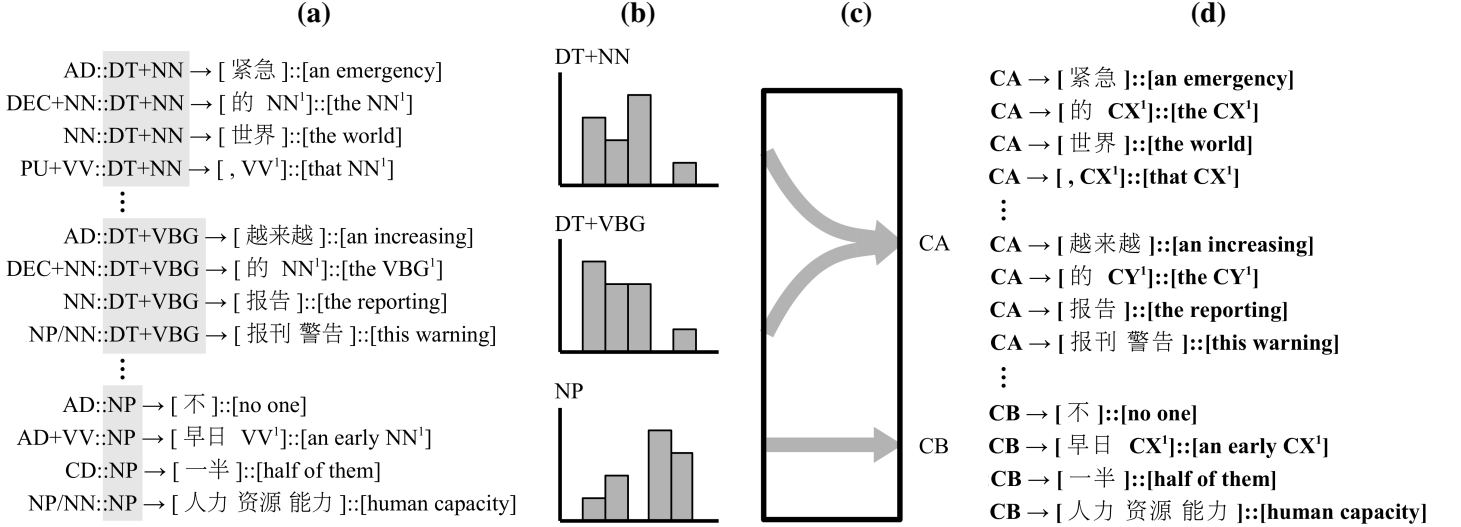 (a)
AD::DT+NN → [ 紧急 ]::[an emergency]
DEC+NN::DT+NN → [ 的 NN¹]::[the NN¹]
NN::DT+NN → [ 世界 ]::[the world]
PU+VV::DT+NN → [ , VV¹]::[that NN¹]
⋮
AD::DT+VBG → [ 越来越 ]::[an increasing]
DEC+NN::DT+VBG → [ 的 NN¹]::[the VBG¹]
NN::DT+VBG → [ 报告 ]::[the reporting]
NP/NN::DT+VBG → [ 报刊 警告 ]::[this warning]
⋮
AD::NP → [ 不 ]::[no one]
AD+VV::NP → [ 早日 VV¹]::[an early NN¹]
CD::NP → [ 一半 ]::[half of them]
NP/NN::NP → [ 人力 资源 能力 ]::[human capacity]
(b)
DT+NN
DT+VBG
NP
(c)
CA
CB
(d)
CA → [ 紧急 ]::[an emergency]
CA → [ 的 CX¹]::[the CX¹]
CA → [ 世界 ]::[the world]
CA → [ , CX¹]::[that CX¹]
⋮
CA → [ 越来越 ]::[an increasing]
CA → [ 的 CY¹]::[the CY¹]
CA → [ 报告 ]::[the reporting]
CA → [ 报刊 警告 ]::[this warning]
⋮
CB → [ 不 ]::[no one]
CB → [ 早日 CX¹]::[an early CX¹]
CB → [ 一半 ]::[half of them]
CB → [ 人力 资源 能力 ]::[human capacity]